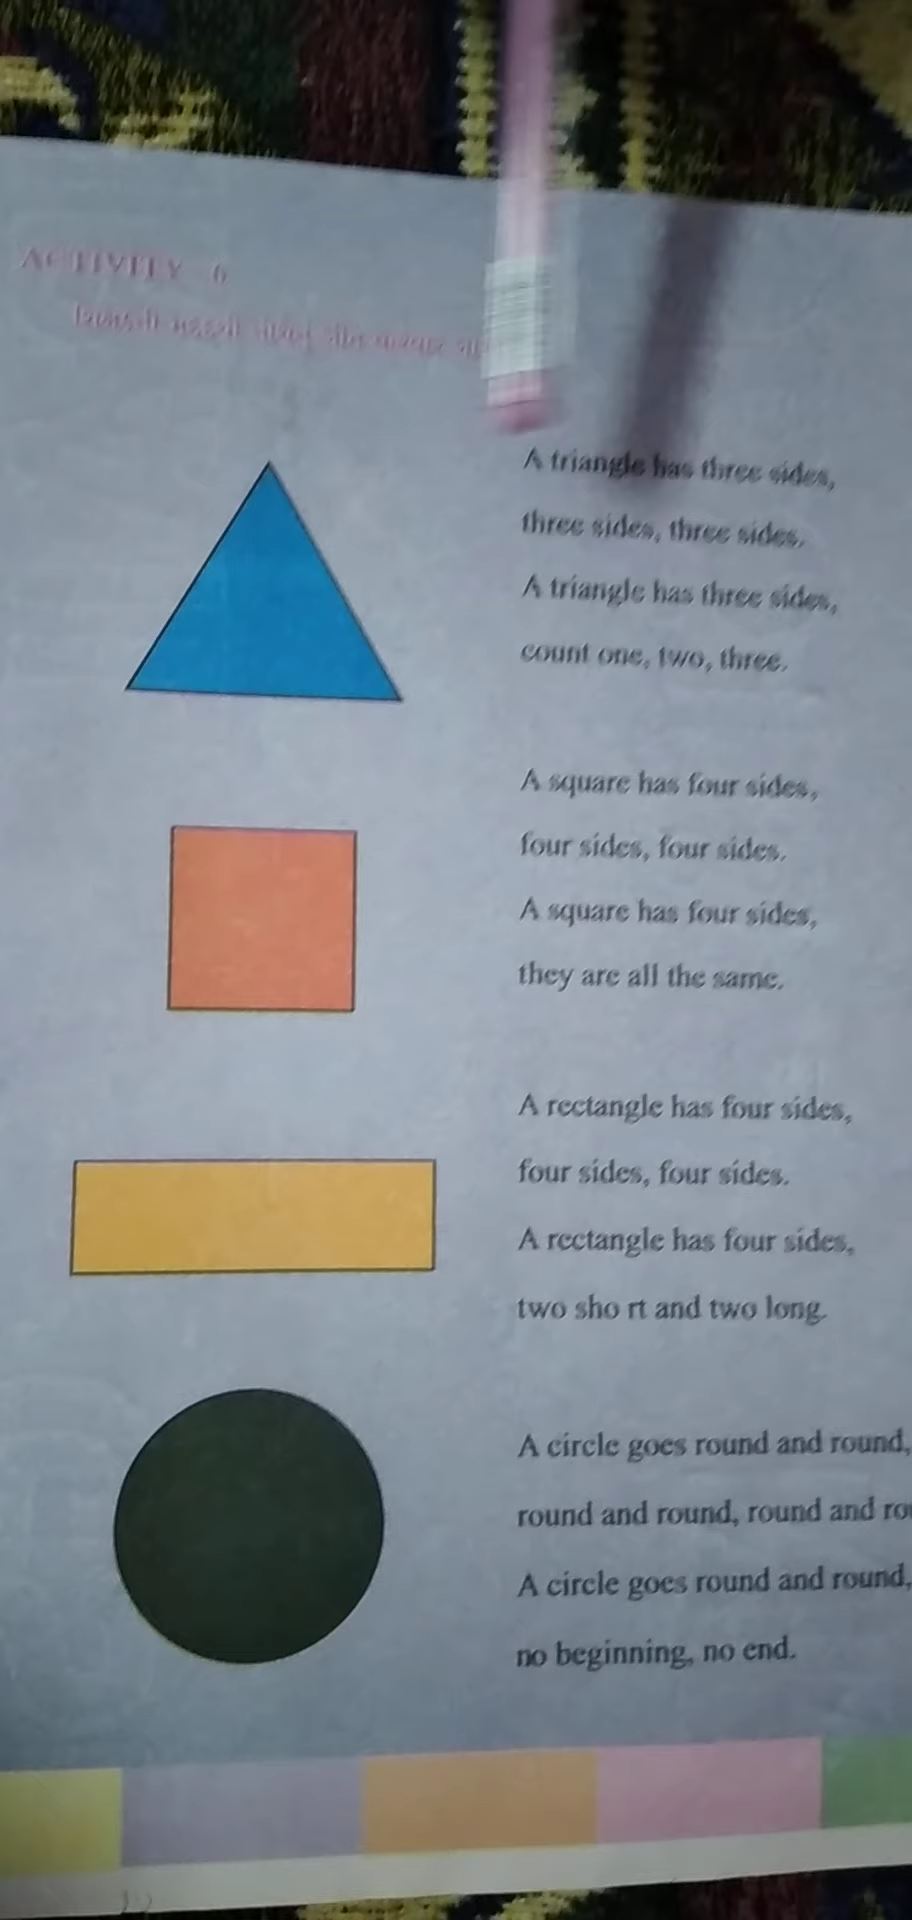 ACTIVITY - 6
A triangle has three sides,
three sides, three sides.
A triangle has three sides,
count one, two, three.
A square has four sides,
four sides, four sides.
A square has four sides,
they are all the same.
A rectangle has four sides,
four sides, four sides.
A rectangle has four sides,
two sho rt and two long.
A circle goes round and round,
round and round, round and
A circle goes round and round,
no beginning, no end.